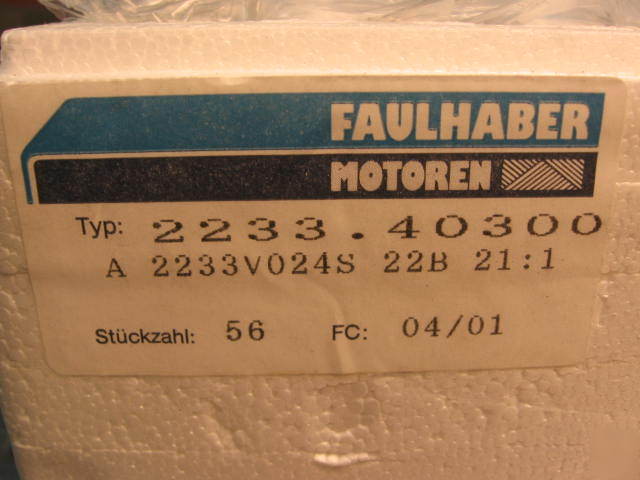 FAULHABER
MOTOREN
Typ: 2233.40300
A 2233V024S 22B 21:1
Stückzahl: 56 FC: 04/01